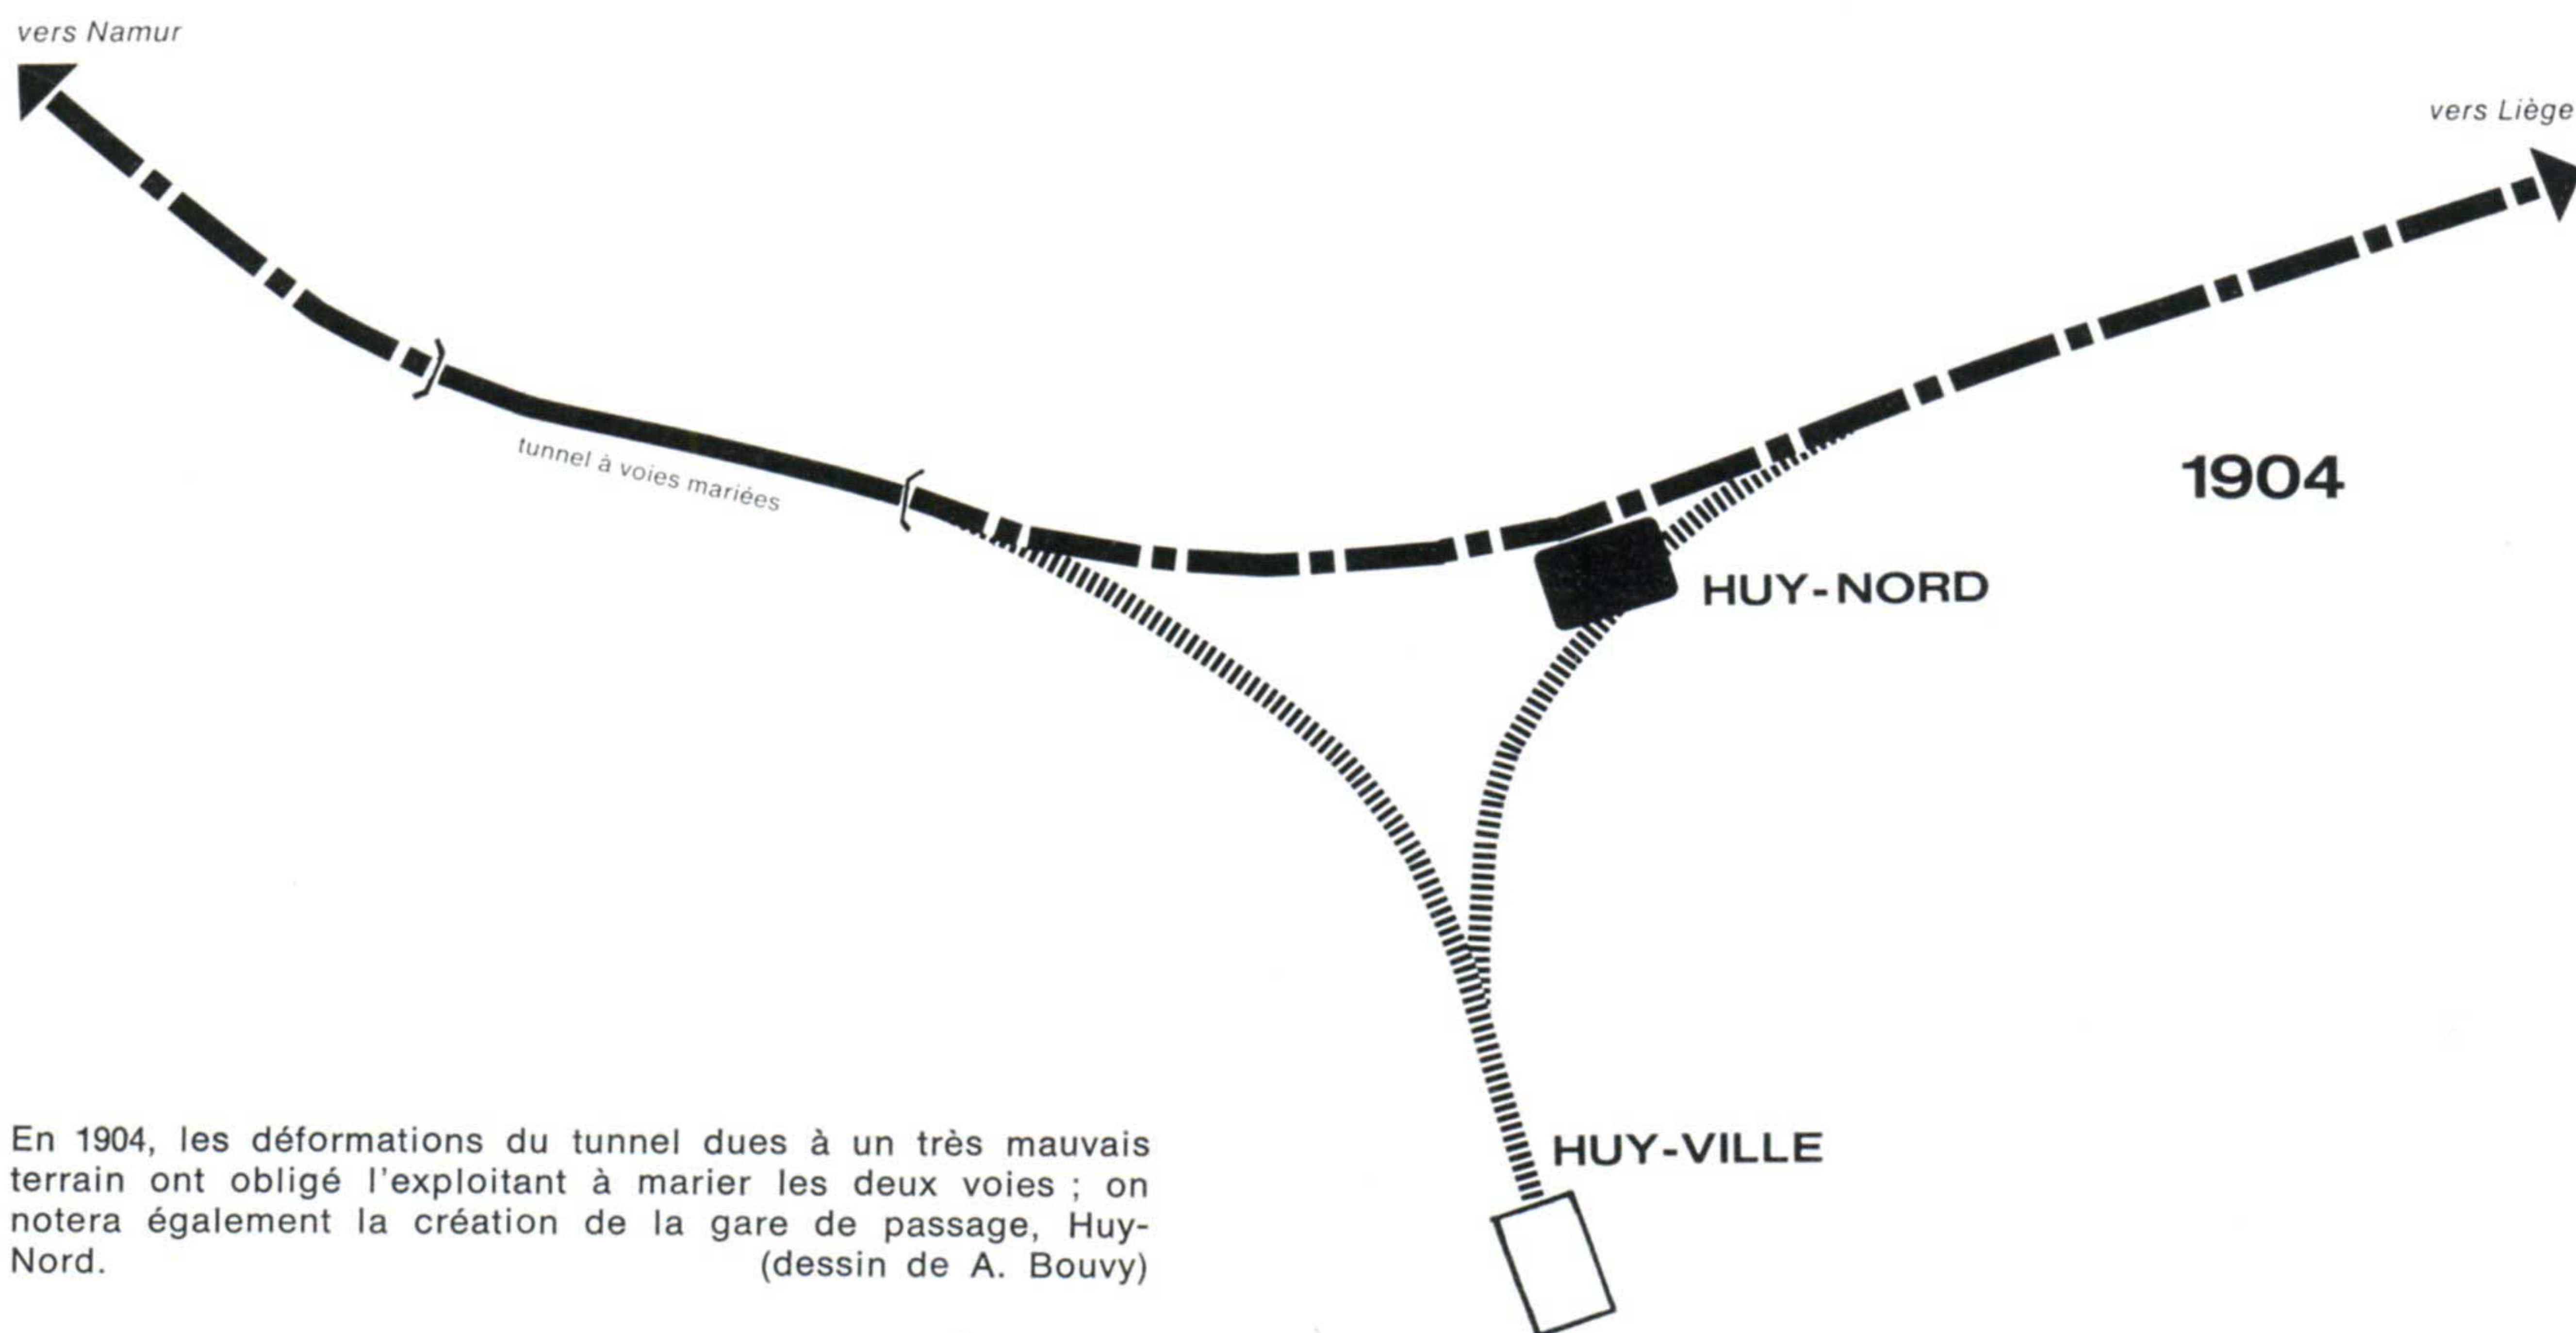 vers Namur
vers Liège
tunnel à voies mariées
1904
HUY-NORD
HUY-VILLE
En 1904, les déformations du tunnel dues à un très mauvais
terrain ont obligé l'exploitant à marier les deux voies ; on
notera également la création de la gare de passage, Huy-
Nord. (dessin de A. Bouvy)